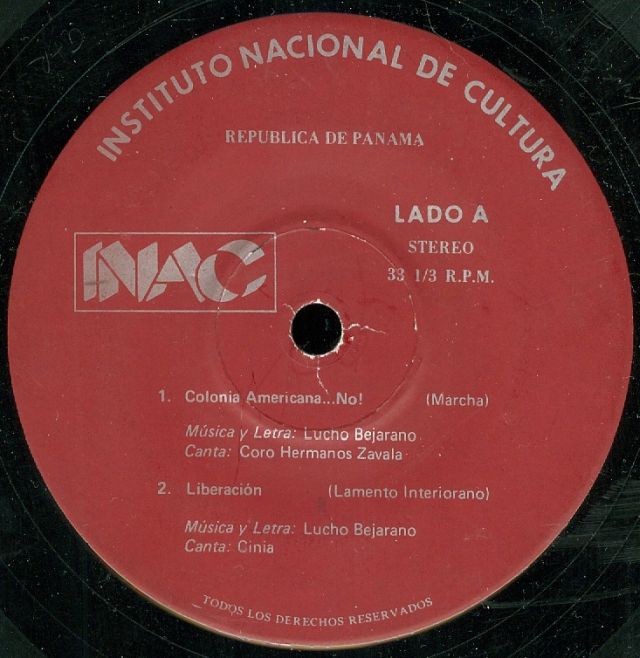 INSTITUTO NACIONAL DE CULTURA
REPUBLICA DE PANAMA
LADO A
STEREO
33 1/3 R.P.M.
INAC
1. Colonia Americana...No! (Marcha)
Música y Letra: Lucho Bejarano
Canta: Coro Hermanos Zavala
2. Liberación (Lamento Interiorano)
Música y Letra: Lucho Bejarano
Canta: Cinia
TODOS LOS DERECHOS RESERVADOS